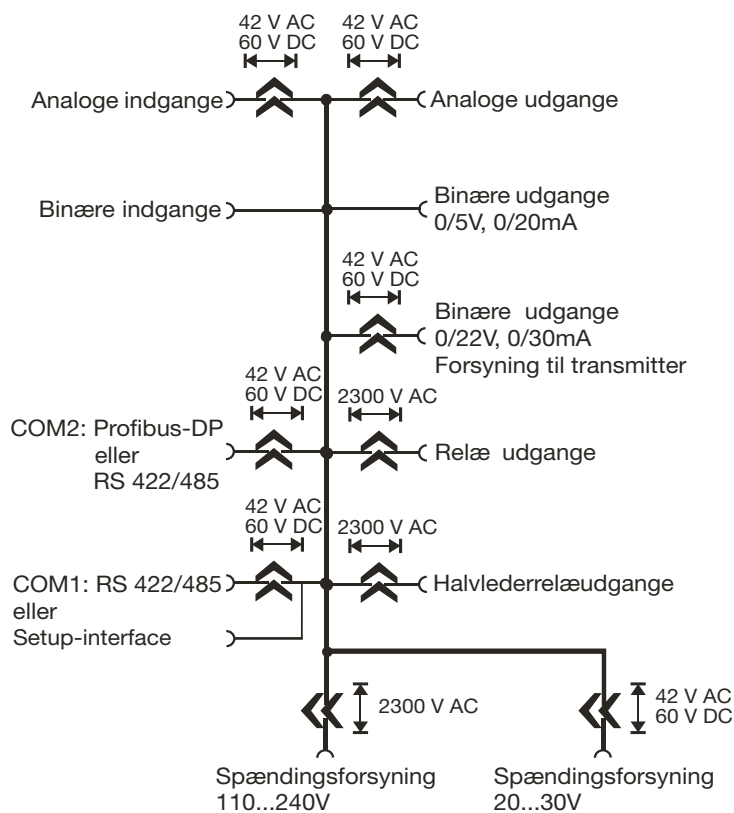 42 V AC
60 V DC
42 V AC
60 V DC
Analoge indgange
Analoge udgange
Binære indgange
Binære udgange
0/5V, 0/20mA
42 V AC
60 V DC
Binære udgange
0/22V, 0/30mA
Forsyning til transmitter
42 V AC
60 V DC
2300 V AC
COM2: Profibus-DP
eller
RS 422/485
Relæ udgange
42 V AC
60 V DC
2300 V AC
COM1: RS 422/485
eller
Setup-interface
Halvlederrelæudgange
2300 V AC
42 V AC
60 V DC
Spændingsforsyning
110...240V
Spændingsforsyning
20...30V